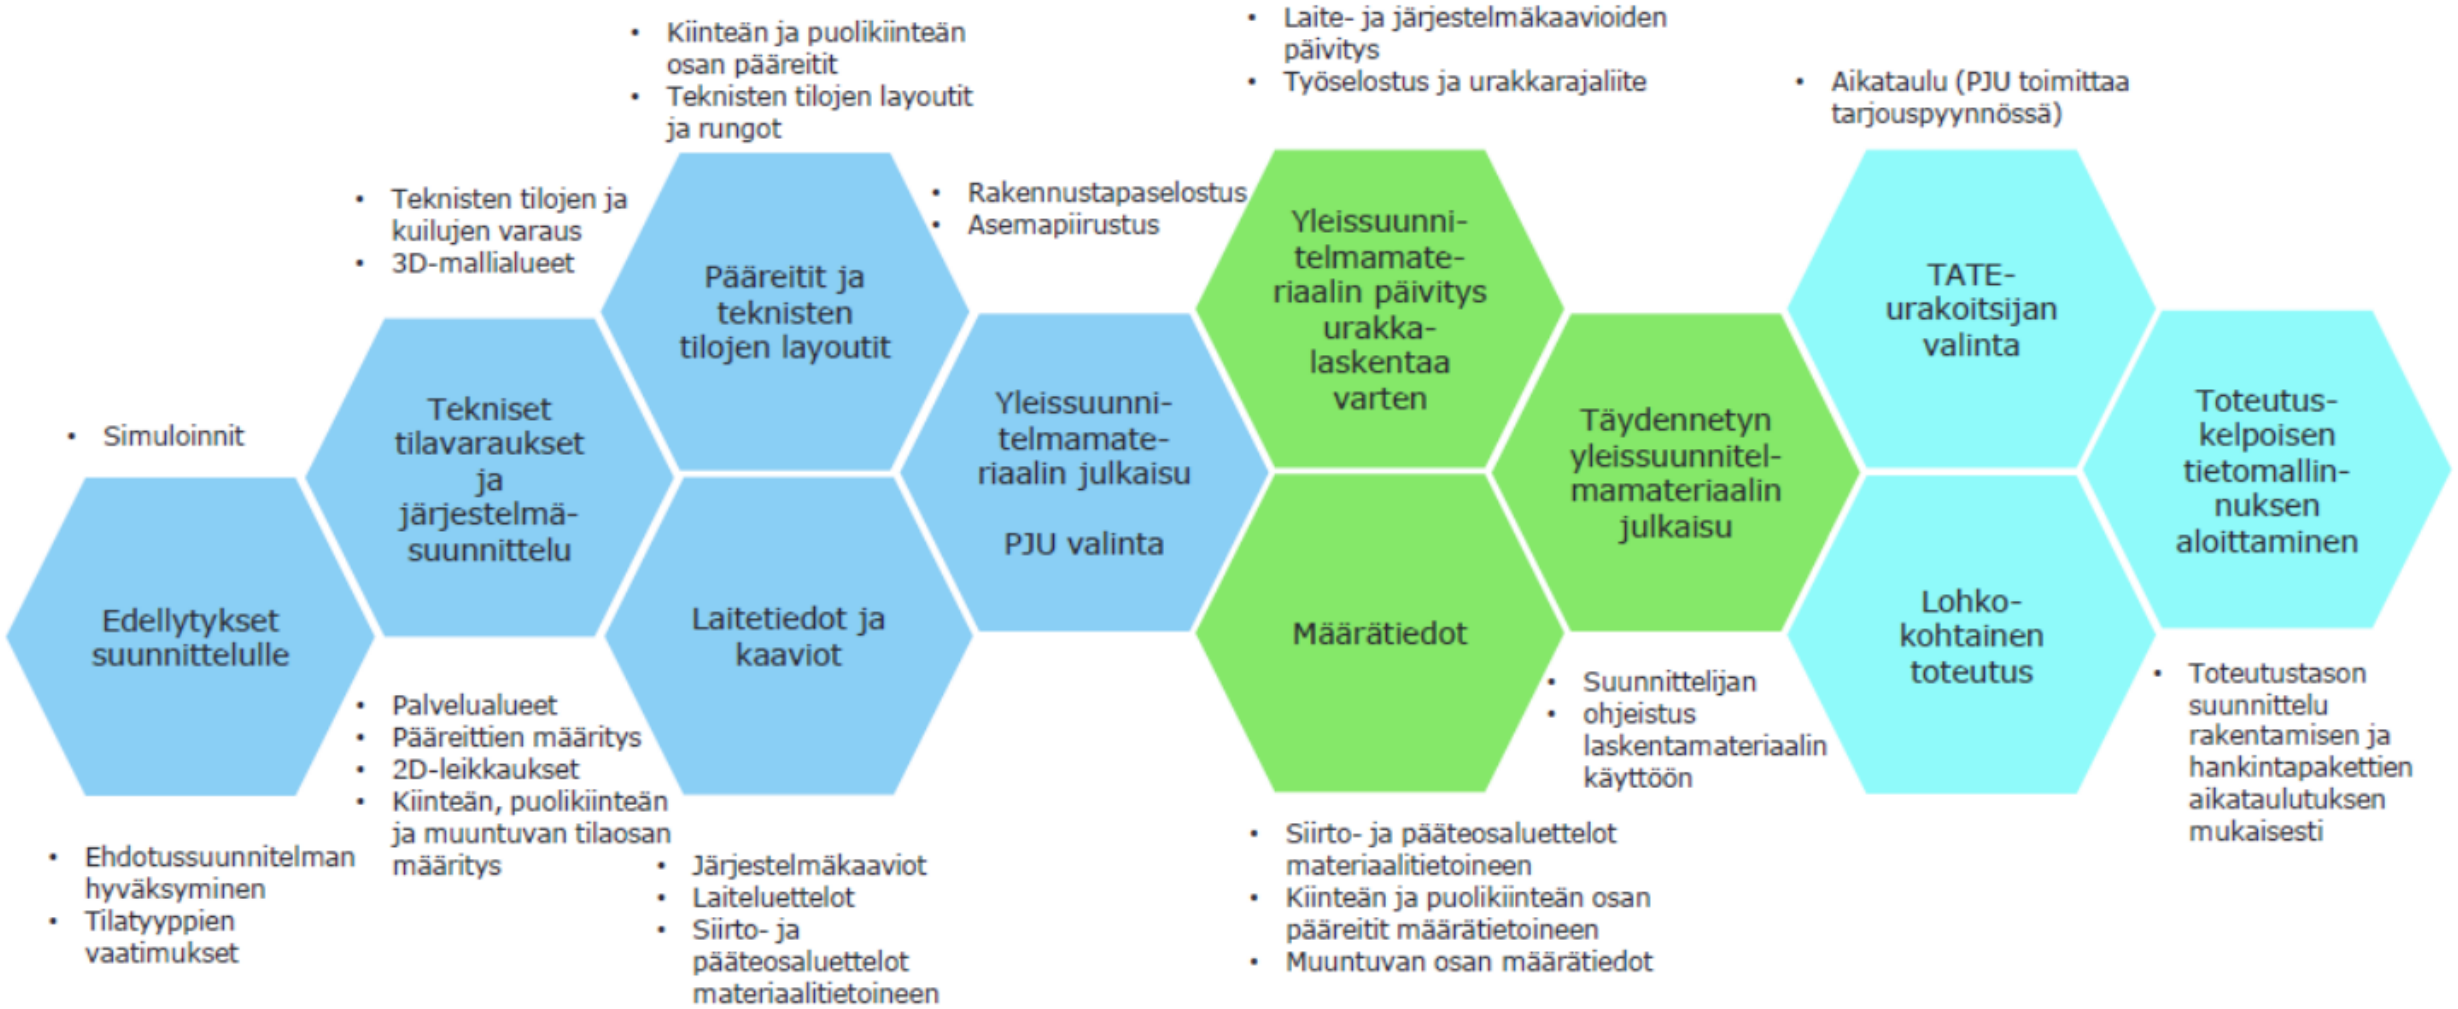 • Simuloinnit
Edellytykset
suunnittelulle
• Ehdotussuunnitelman
hyväksyminen
• Tilatyyppien
vaatimukset
• Teknisten tilojen ja
kuilujen varaus
• 3D-mallialueet
Tekniset
tilavaraukset
ja
järjestelmä-
suunnittelu
• Palvelualueet
• Pääreittien määritys
• 2D-leikkaukset
• Kiinteän, puolikiinteän
ja muuntuvan tilaosan
määritys
• Kiinteän ja puolikiinteän
osan pääreitit
• Teknisten tilojen layoutit
ja rungot
Pääreitit ja
teknisten
tilojen layoutit
Laitetiedot ja
kaaviot
• Järjestelmäkaaviot
• Laiteluettelot
• Siirto- ja
pääteosaluettelot
materiaalitietoineen
• Rakennustapaselostus
• Asemapiirustus
Yleissuunni-
telmamate-
riaalin julkaisu
PJU valinta
• Laite- ja järjestelmäkaavioiden
päivitys
• Työselostus ja urakkarajaliite
Yleissuunni-
telmamate-
riaalin päivitys
urakka-
laskentaa
varten
Määrätiedot
• Siirto- ja pääteosaluettelot
materiaalitietoineen
• Kiinteän ja puolikiinteän osan
pääreitit määrätietoineen
• Muuntuvan osan määrätiedot
Täydennetyn
yleissuunnitel-
mamateriaalin
julkaisu
• Suunnittelijan
• ohjeistus
laskentamateriaalin
käyttöön
• Aikataulu (PJU toimittaa
tarjouspyynnössä)
TATE-
urakoitsijan
valinta
Lohko-
kohtainen
toteutus
Toteutus-
kelpoisen
tietomallin-
nuksen
aloittaminen
• Toteutustason
suunnittelu
rakentamisen ja
hankintapakettien
aikataulutuksen
mukaisesti